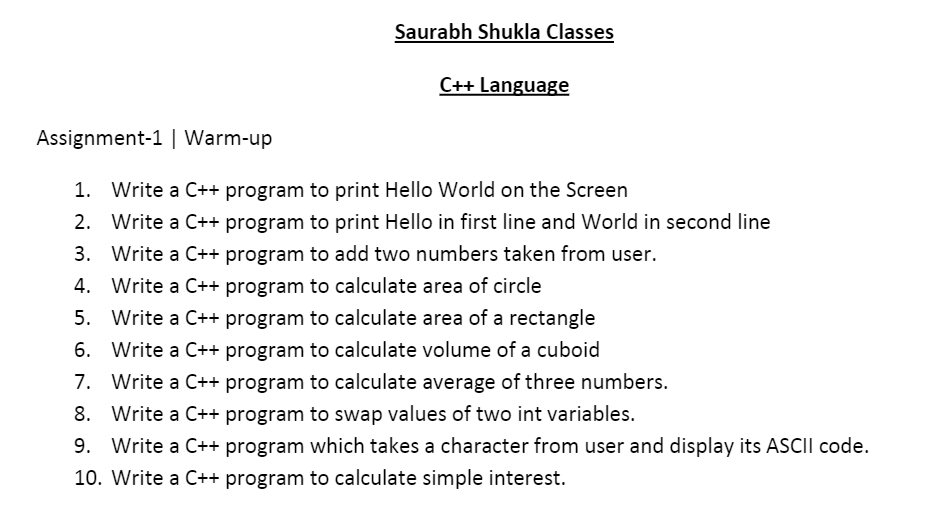 Saurabh Shukla Classes
C++ Language
Assignment-1 | Warm-up
1. Write a C++ program to print Hello World on the Screen
2. Write a C++ program to print Hello in first line and World in second line
3. Write a C++ program to add two numbers taken from user.
4. Write a C++ program to calculate area of circle
5. Write a C++ program to calculate area of a rectangle
6. Write a C++ program to calculate volume of a cuboid
7. Write a C++ program to calculate average of three numbers.
8. Write a C++ program to swap values of two int variables.
9. Write a C++ program which takes a character from user and display its ASCII code.
10. Write a C++ program to calculate simple interest.